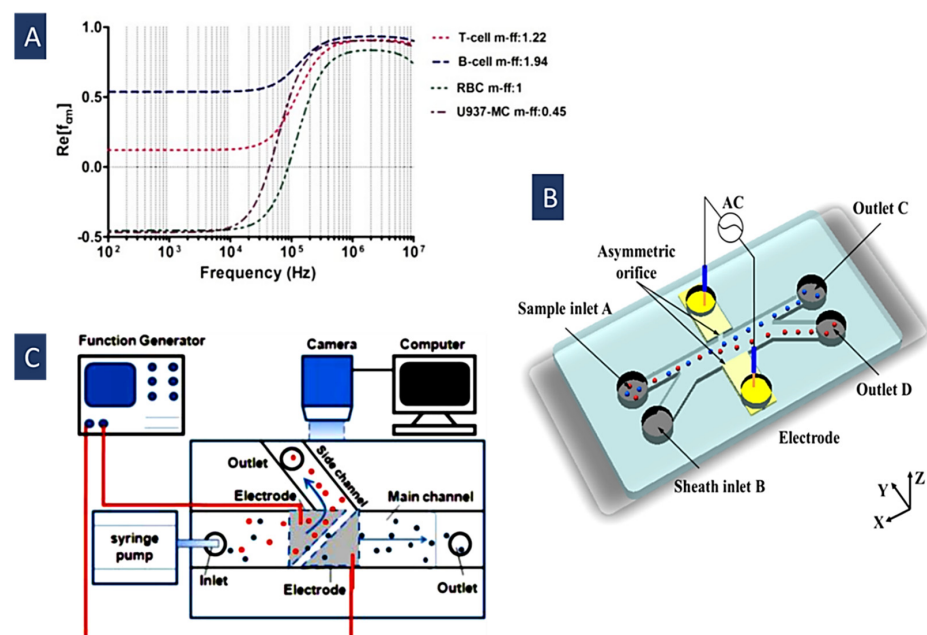 A
1.0
0.5
0.0
-0.5
Re[fcm]
10² 10³ 10⁴ 10⁵ 10⁶ 10⁷
Frequency (Hz)
T-cell m-ff:1.22
B-cell m-ff:1.94
RBC m-ff:1
U937-MC m-ff:0.45
B
AC
Outlet C
Asymmetric
orifice
Sample inlet A
Outlet D
Electrode
Sheath inlet B
Z
Y
X
C
Function Generator
Camera
Computer
Outlet
Side channel
Electrode
Main channel
syringe
pump
Inlet
Electrode
Outlet